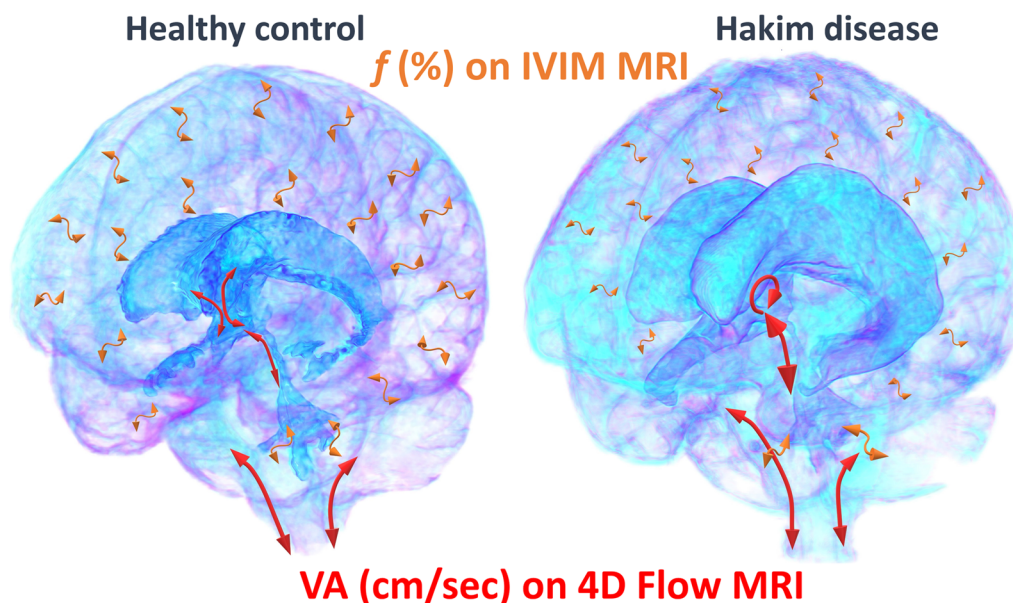 Healthy control
Hakim disease
f (%) on IVIM MRI
VA (cm/sec) on 4D Flow MRI